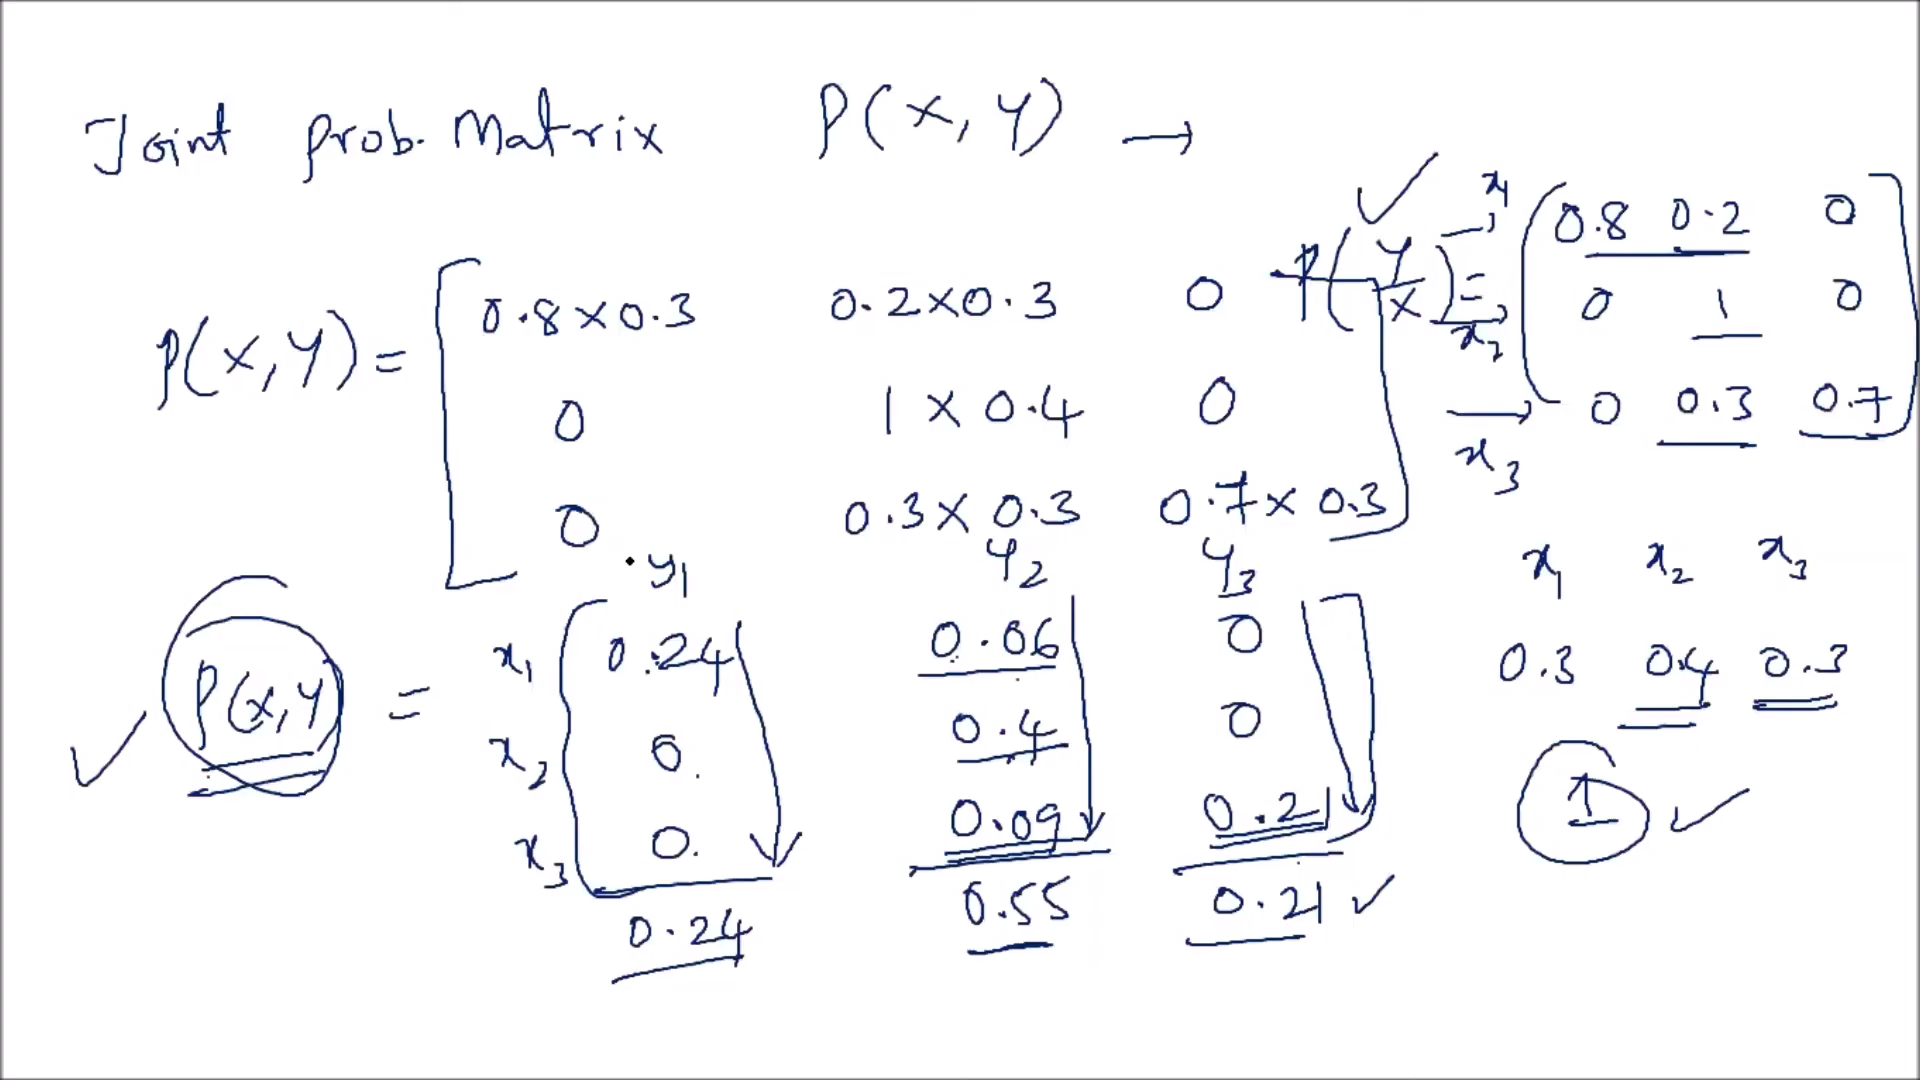 Joint prob. Matrix P(x, y) →
P(x, y) = [ 0.8 × 0.3 0.2 × 0.3 0
0 1 × 0.4 0
0 0.3 × 0.3 0.7 × 0.3 ]
P(y/x) =
x1 → [ 0.8 0.2 0
x2 → 0 1 0
x3 → 0 0.3 0.7 ]
x1 x2 x3
0.3 0.4 0.3
1
y1 y2 y3
P(x, y) =
x1 [ 0.24 0.06 0
x2 0. 0.4 0
x3 0. 0.09 0.21 ]
0.24 0.55 0.21